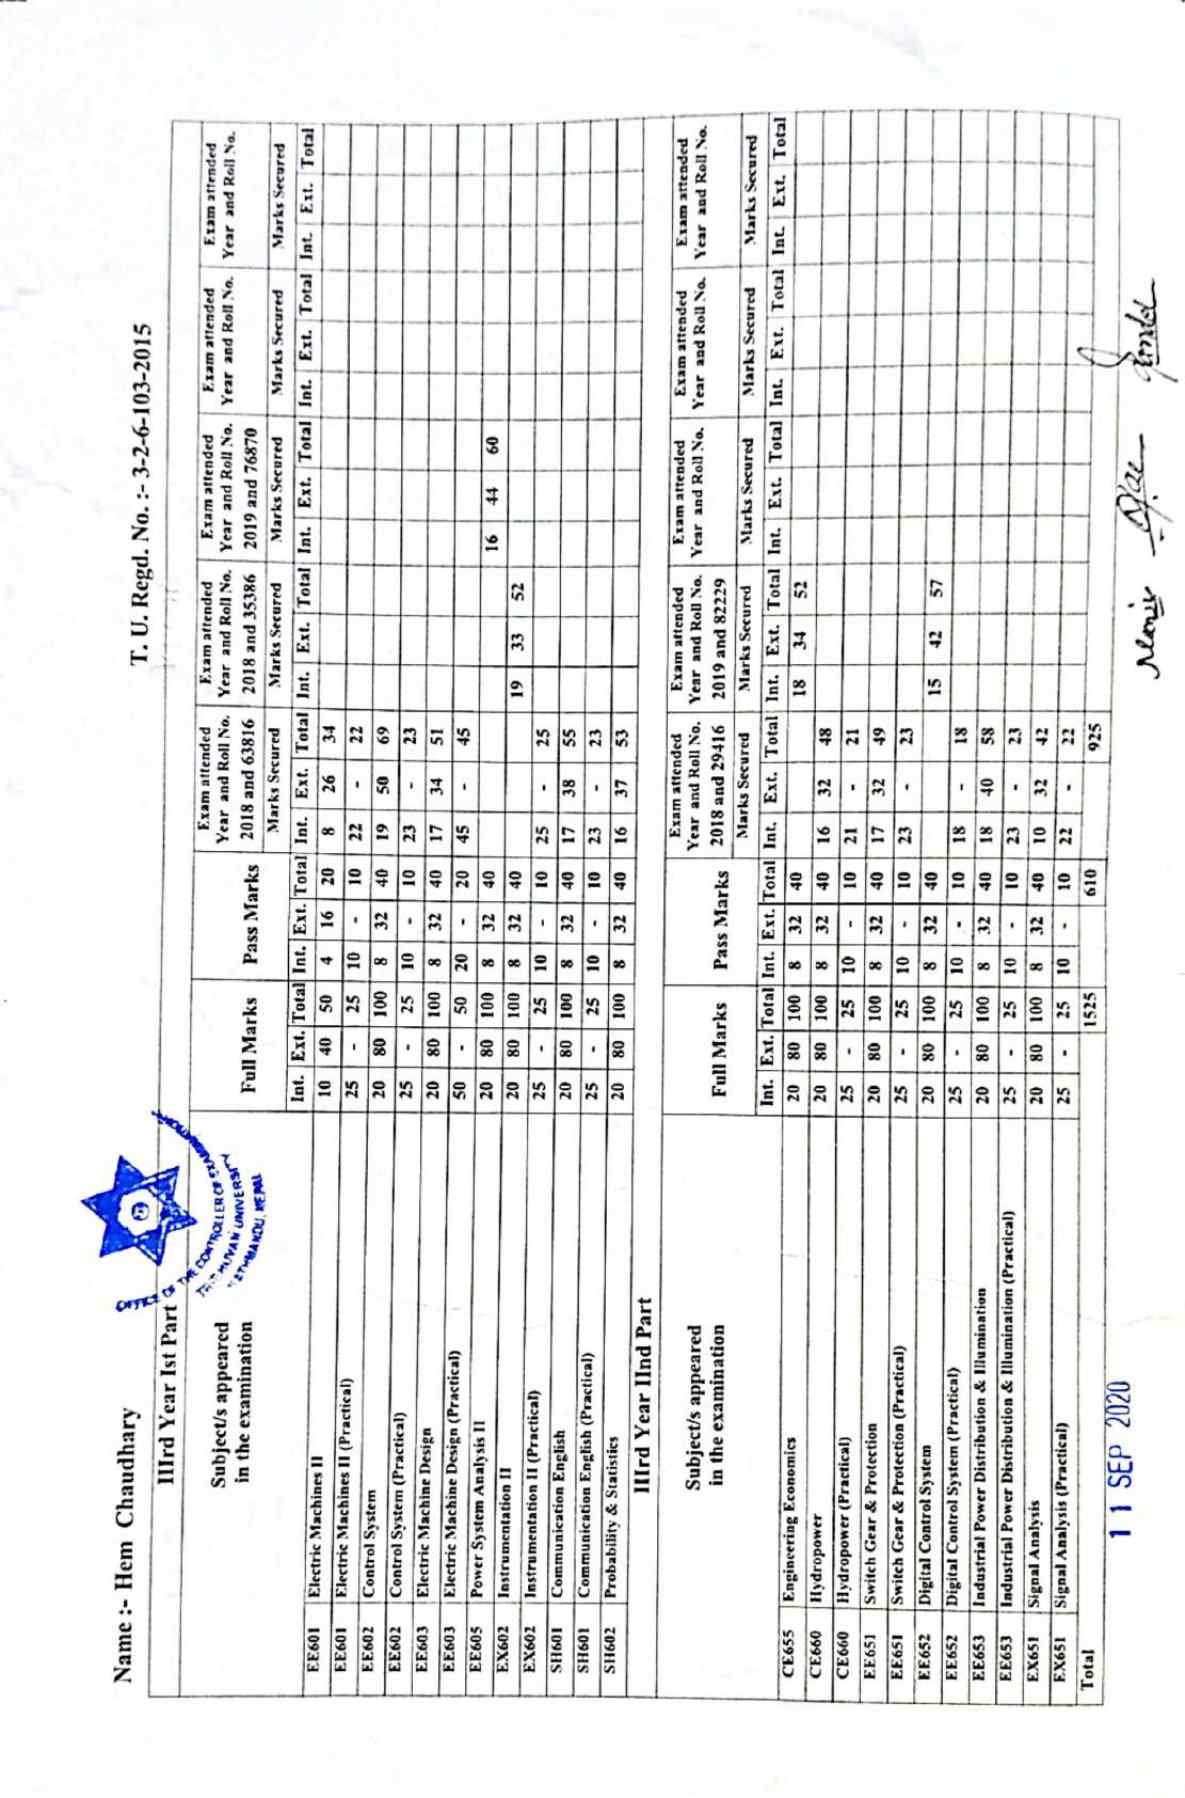 Name :- Hem Chaudhary
T. U. Regd. No. :- 3-2-6-103-2015
OFFICE OF THE CONTROLLER OF EXAMINATIONS
TRIBHUVAN UNIVERSITY
KATHMANDU, NEPAL
IIIrd Year Ist Part
Subject/s appeared in the examination | Full Marks | Pass Marks | Exam attended Year and Roll No. 2018 and 63816 | Exam attended Year and Roll No. 2018 and 35386 | Exam attended Year and Roll No. 2019 and 76870 | Exam attended Year and Roll No. | Exam attended Year and Roll No.
Marks Secured Marks Secured Marks Secured Marks Secured Marks Secured
Int. Ext. Total Int. Ext. Total Int. Ext. Total Int. Ext. Total Int. Ext. Total Int. Ext. Total Int. Ext. Total
EE601 Electric Machines II 10 40 50 4 16 20 8 26 34
EE601 Electric Machines II (Practical) 25 - 25 10 - 10 22 - 22
EE602 Control System 20 80 100 8 32 40 19 50 69
EE602 Control System (Practical) 25 - 25 10 - 10 23 - 23
EE603 Electric Machine Design 20 80 100 8 32 40 17 34 51
EE603 Electric Machine Design (Practical) 50 - 50 20 - 20 45 - 45
EE605 Power System Analysis II 20 80 100 8 32 40 16 44 60
EX602 Instrumentation II 20 80 100 8 32 40 19 33 52
EX602 Instrumentation II (Practical) 25 - 25 10 - 10 25 - 25
SH601 Communication English 20 80 100 8 32 40 17 38 55
SH601 Communication English (Practical) 25 - 25 10 - 10 23 - 23
SH602 Probability & Statistics 20 80 100 8 32 40 16 37 53
IIIrd Year IInd Part
Subject/s appeared in the examination | Full Marks | Pass Marks | Exam attended Year and Roll No. 2018 and 29416 | Exam attended Year and Roll No. 2019 and 82229 | Exam attended Year and Roll No. | Exam attended Year and Roll No. | Exam attended Year and Roll No.
Marks Secured Marks Secured Marks Secured Marks Secured Marks Secured
Int. Ext. Total Int. Ext. Total Int. Ext. Total Int. Ext. Total Int. Ext. Total Int. Ext. Total Int. Ext. Total
CE655 Engineering Economics 20 80 100 8 32 40 18 34 52
CE660 Hydropower 20 80 100 8 32 40 16 32 48
CE660 Hydropower (Practical) 25 - 25 10 - 10 21 - 21
EE651 Switch Gear & Protection 20 80 100 8 32 40 17 32 49
EE651 Switch Gear & Protection (Practical) 25 - 25 10 - 10 23 - 23
EE652 Digital Control System 20 80 100 8 32 40 15 42 57
EE652 Digital Control System (Practical) 25 - 25 10 - 10 18 - 18
EE653 Industrial Power Distribution & Illumination 20 80 100 8 32 40 18 40 58
EE653 Industrial Power Distribution & Illumination (Practical) 25 - 25 10 - 10 23 - 23
EX651 Signal Analysis 20 80 100 8 32 40 10 32 42
EX651 Signal Analysis (Practical) 25 - 25 10 - 10 22 - 22
Total 1525 610 925
11 SEP 2020